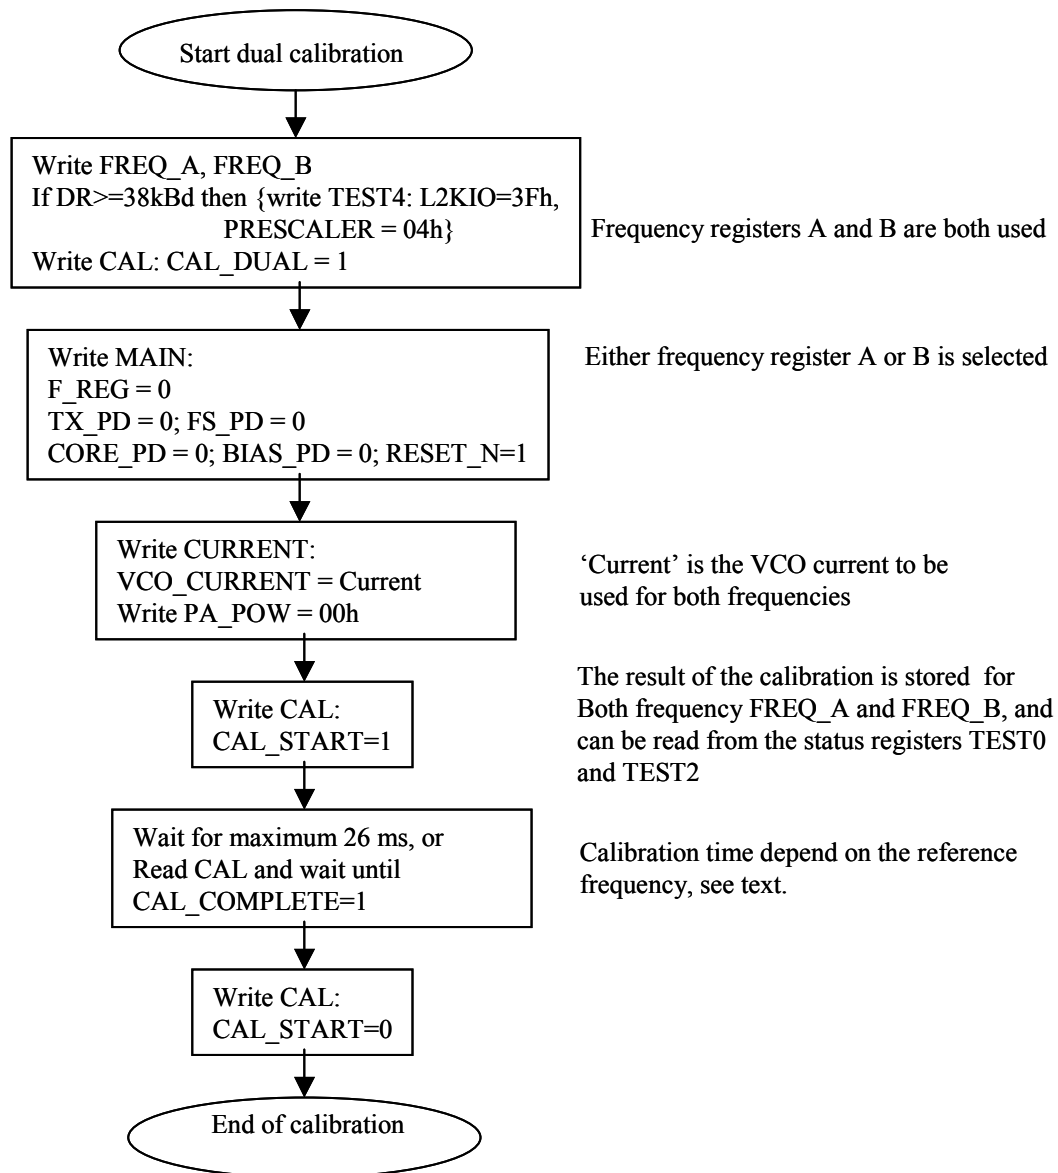 Start dual calibration
Write FREQ_A, FREQ_B
If DR>=38kBd then {write TEST4: L2KIO=3Fh,
PRESCALER = 04h}
Write CAL: CAL_DUAL = 1
Frequency registers A and B are both used
Write MAIN:
F_REG = 0
TX_PD = 0; FS_PD = 0
CORE_PD = 0; BIAS_PD = 0; RESET_N=1
Either frequency register A or B is selected
Write CURRENT:
VCO_CURRENT = Current
Write PA_POW = 00h
‘Current’ is the VCO current to be
used for both frequencies
Write CAL:
CAL_START=1
The result of the calibration is stored for
Both frequency FREQ_A and FREQ_B, and
can be read from the status registers TEST0
and TEST2
Wait for maximum 26 ms, or
Read CAL and wait until
CAL_COMPLETE=1
Calibration time depend on the reference
frequency, see text.
Write CAL:
CAL_START=0
End of calibration